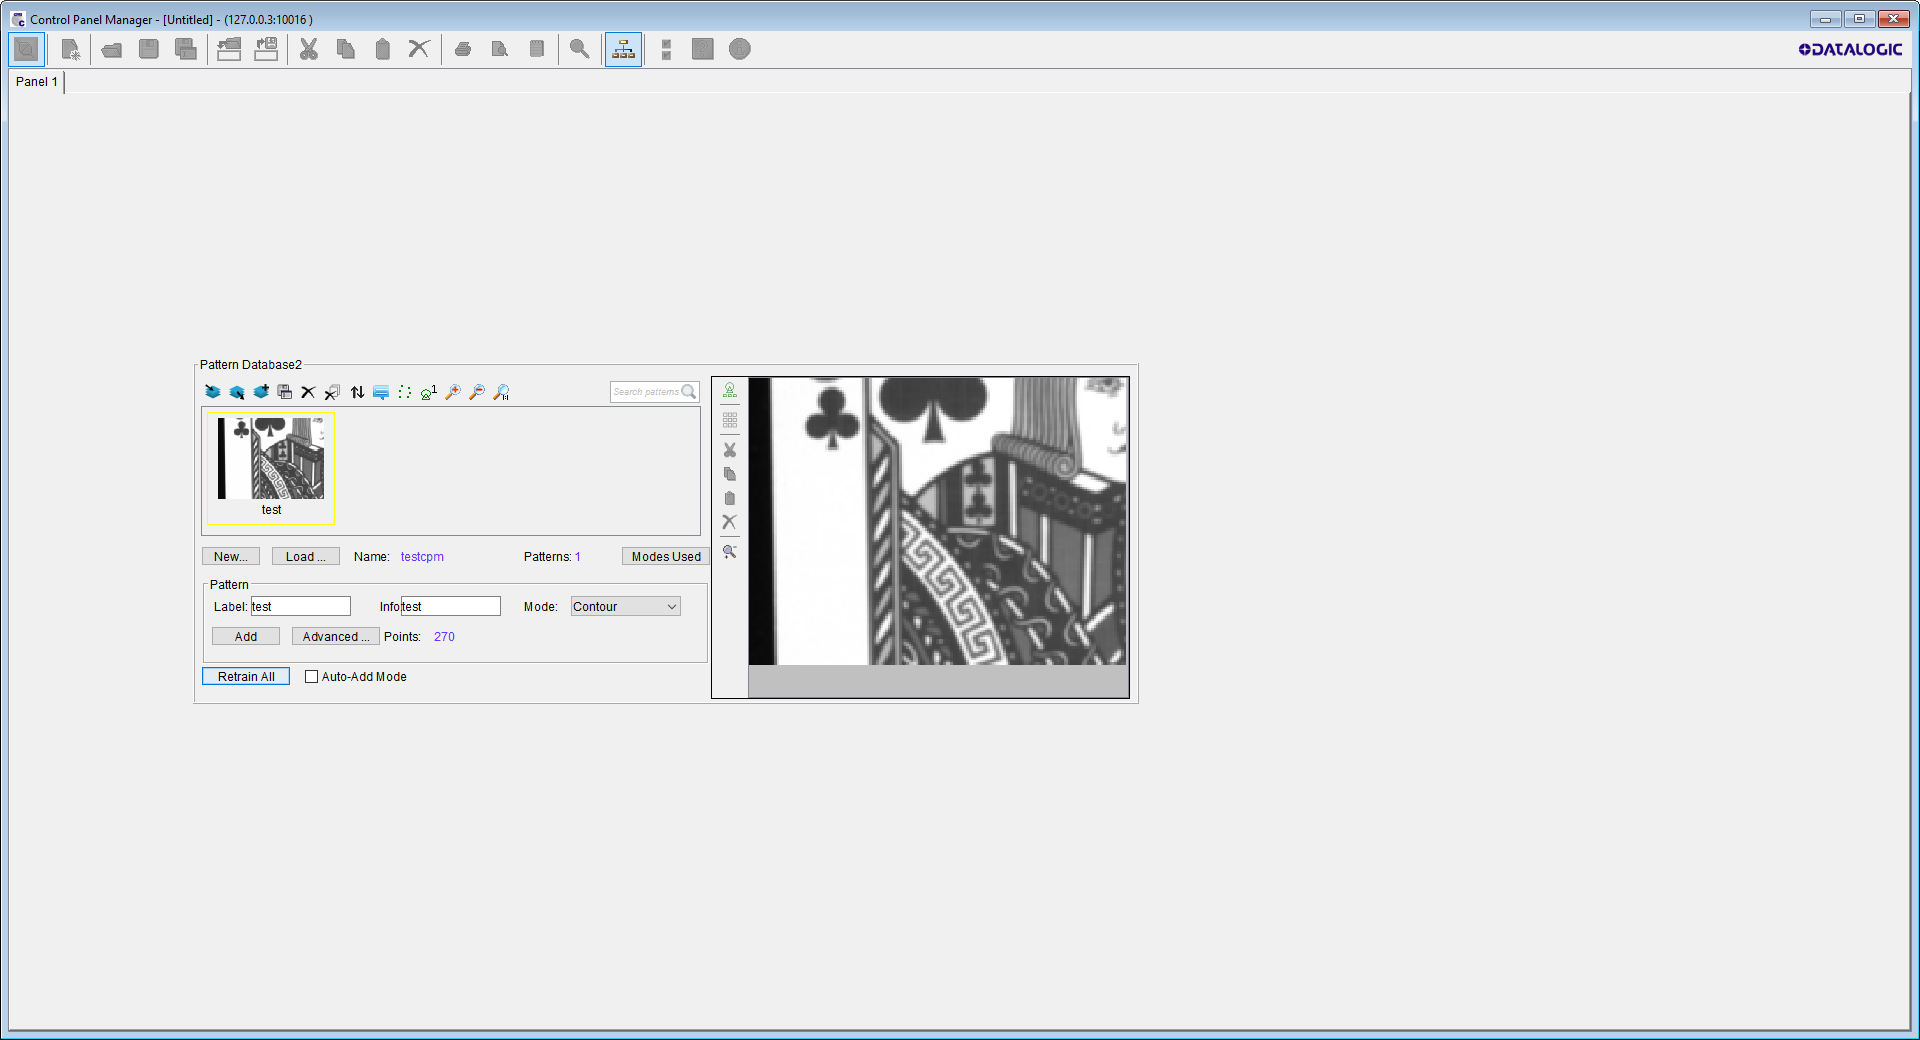 Control Panel Manager - [Untitled] - (127.0.0.3:10016 )
DATALOGIC
Panel 1
Pattern Database2
1
Search patterns
test
New...
Load ...
Name:
testcpm
Patterns: 1
Modes Used
Pattern
Label: test
Info: test
Mode:
Contour
Add
Advanced ...
Points:
270
Retrain All
Auto-Add Mode